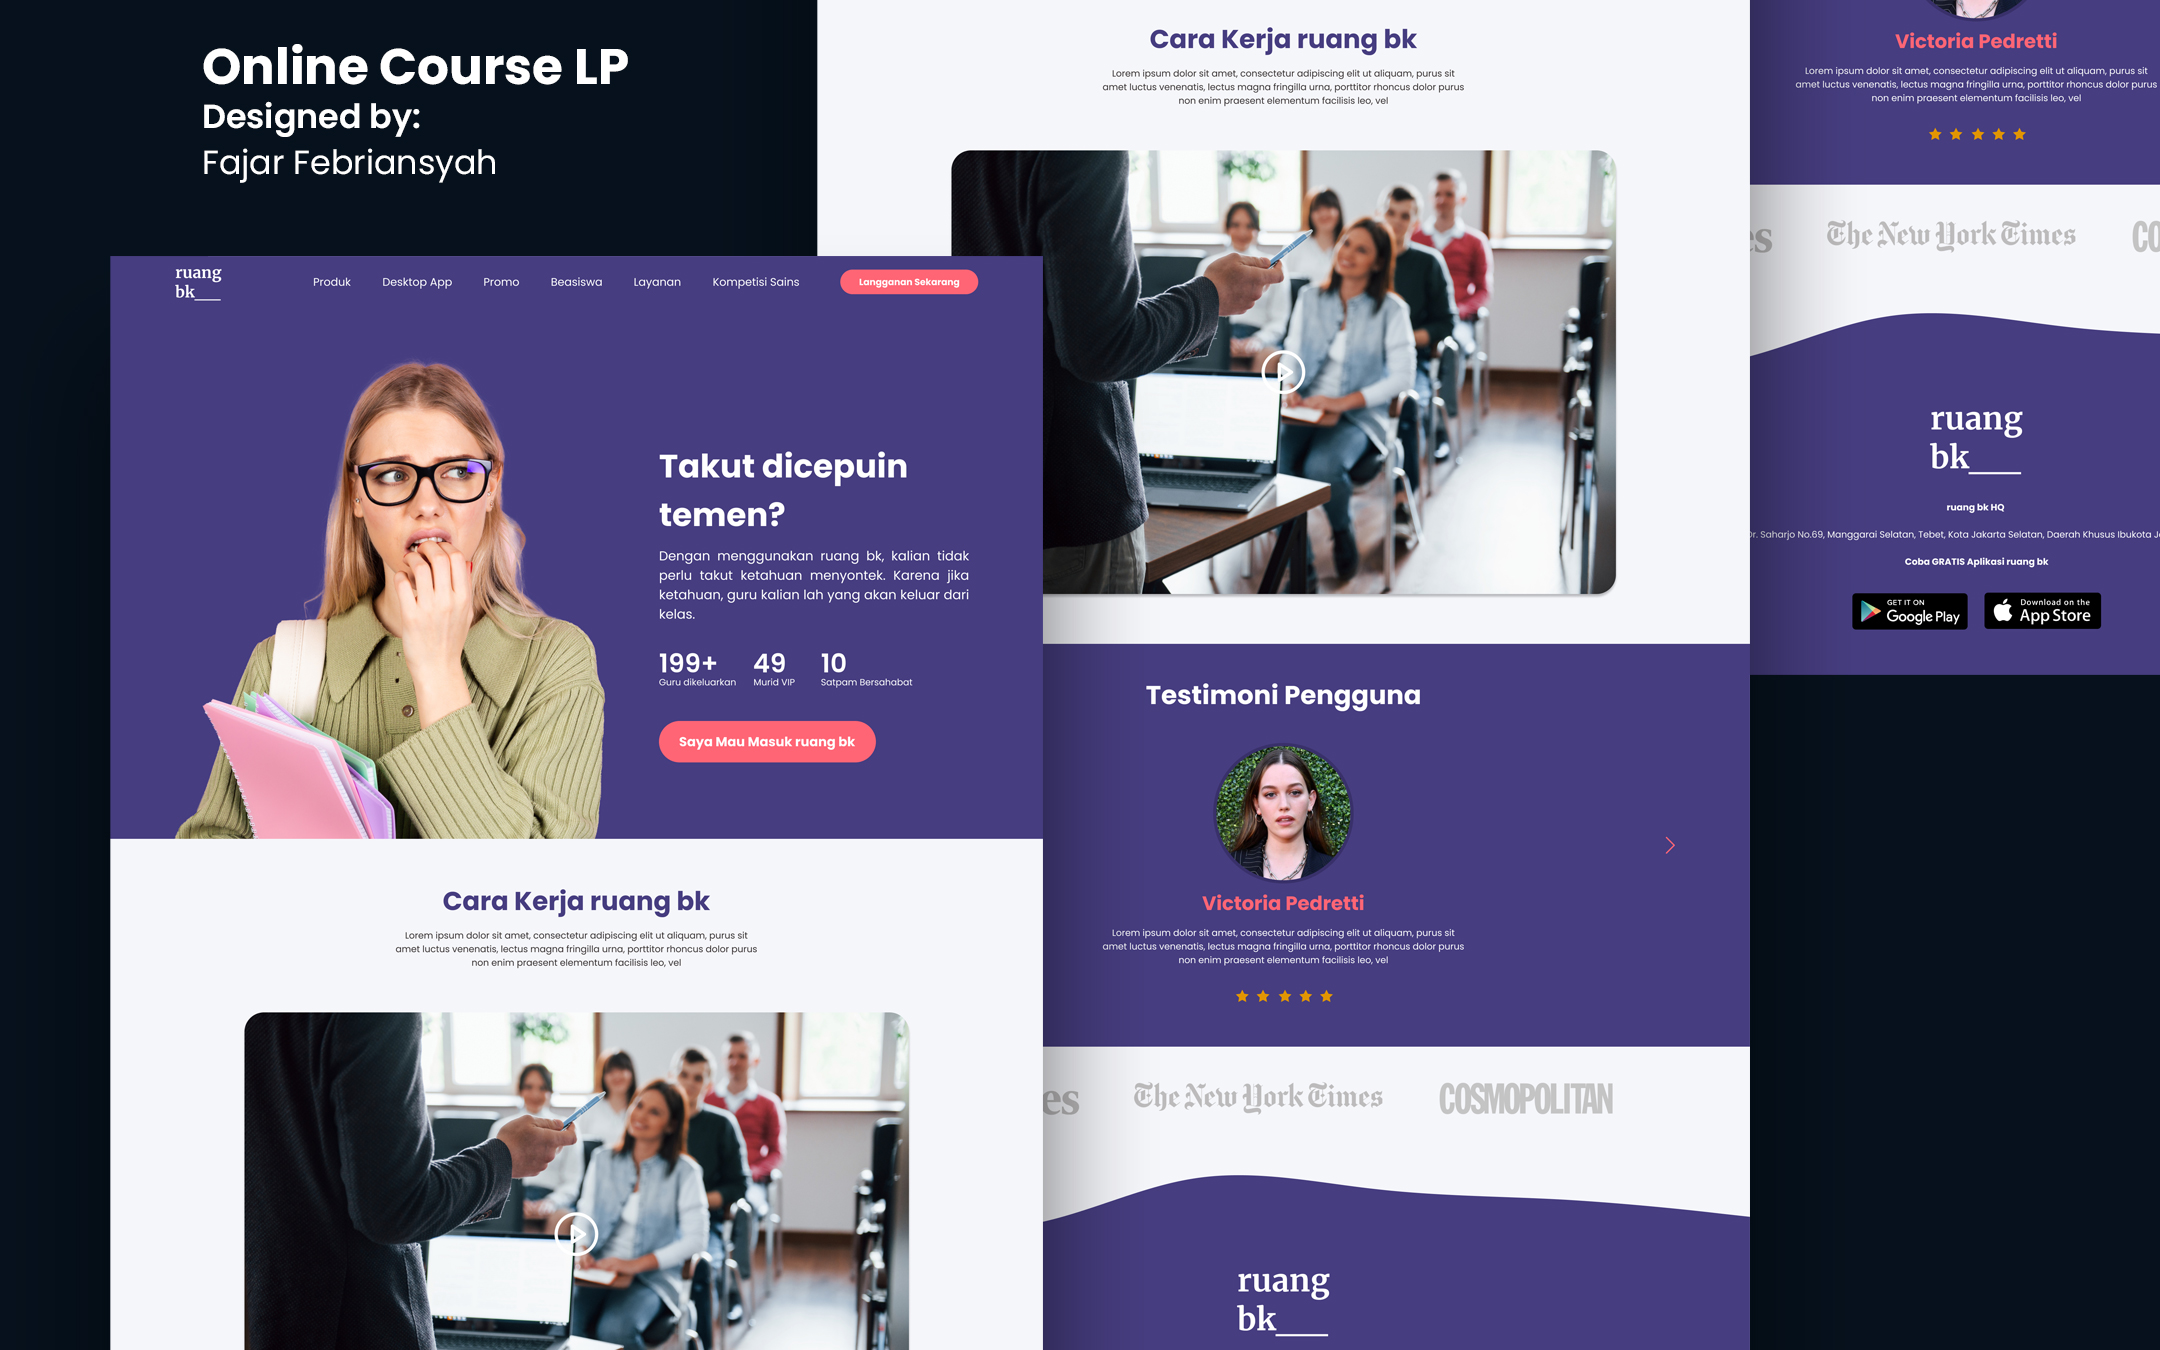 Online Course LP
Designed by:
Fajar Febriansyah
ruang
bk___
Produk
Desktop App
Promo
Beasiswa
Layanan
Kompetisi Sains
Langganan Sekarang
Takut dicepuin
temen?
Dengan menggunakan ruang bk, kalian tidak
perlu takut ketahuan menyontek. Karena jika
ketahuan, guru kalian lah yang akan keluar dari
kelas.
199+
Guru dikeluarkan
49
Murid VIP
10
Satpam Bersahabat
Saya Mau Masuk ruang bk
Cara Kerja ruang bk
Lorem ipsum dolor sit amet, consectetur adipiscing elit ut aliquam, purus sit
amet luctus venenatis, lectus magna fringilla urna, porttitor rhoncus dolor purus
non enim praesent elementum facilisis leo, vel
Cara Kerja ruang bk
Lorem ipsum dolor sit amet, consectetur adipiscing elit ut aliquam, purus sit
amet luctus venenatis, lectus magna fringilla urna, porttitor rhoncus dolor purus
non enim praesent elementum facilisis leo, vel
Testimoni Pengguna
Victoria Pedretti
Lorem ipsum dolor sit amet, consectetur adipiscing elit ut aliquam, purus sit
amet luctus venenatis, lectus magna fringilla urna, porttitor rhoncus dolor purus
non enim praesent elementum facilisis leo, vel
es
The New York Times
COSMOPOLITAN
ruang
bk___
Victoria Pedretti
Lorem ipsum dolor sit amet, consectetur adipiscing elit ut aliquam, purus sit
amet luctus venenatis, lectus magna fringilla urna, porttitor rhoncus dolor purus
non enim praesent elementum facilisis leo, vel
es
The New York Times
CO
ruang
bk___
ruang bk HQ
Dr. Saharjo No.69, Manggarai Selatan, Tebet, Kota Jakarta Selatan, Daerah Khusus Ibukota
Coba GRATIS Aplikasi ruang bk
GET IT ON
Google Play
Download on the
App Store